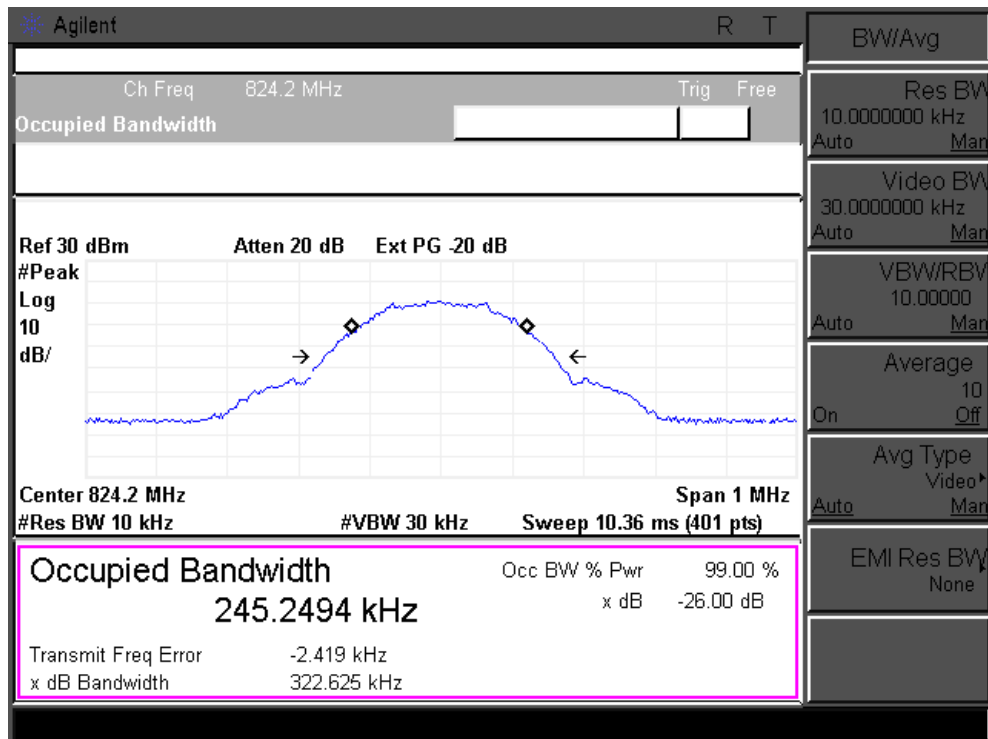 Agilent R T
Ch Freq 824.2 MHz Trig Free
Occupied Bandwidth
Ref 30 dBm Atten 20 dB Ext PG -20 dB
#Peak
Log
10
dB/
Center 824.2 MHz Span 1 MHz
#Res BW 10 kHz #VBW 30 kHz Sweep 10.36 ms (401 pts)
Occupied Bandwidth
245.2494 kHz
Occ BW % Pwr 99.00 %
x dB -26.00 dB
Transmit Freq Error -2.419 kHz
x dB Bandwidth 322.625 kHz
BW/Avg
Res BW
10.0000000 kHz
Auto Man
Video BW
30.0000000 kHz
Auto Man
VBW/RBW
10.00000
Auto Man
Average
10
On Off
Avg Type
Video
Auto Man
EMI Res BW
None